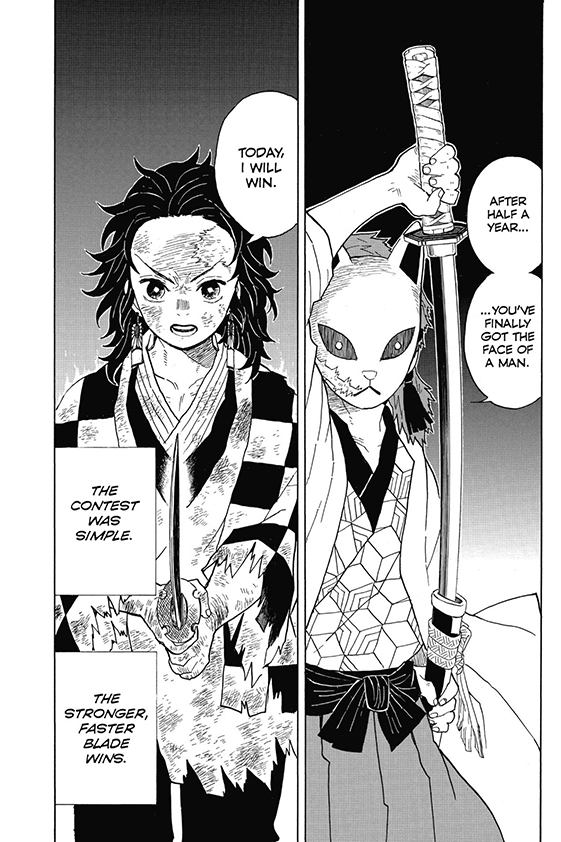 AFTER
HALF A
YEAR...
...YOU'VE
FINALLY
GOT THE
FACE OF
A MAN.
TODAY,
I WILL
WIN.
THE
CONTEST
WAS
SIMPLE.
THE
STRONGER,
FASTER
BLADE
WINS.